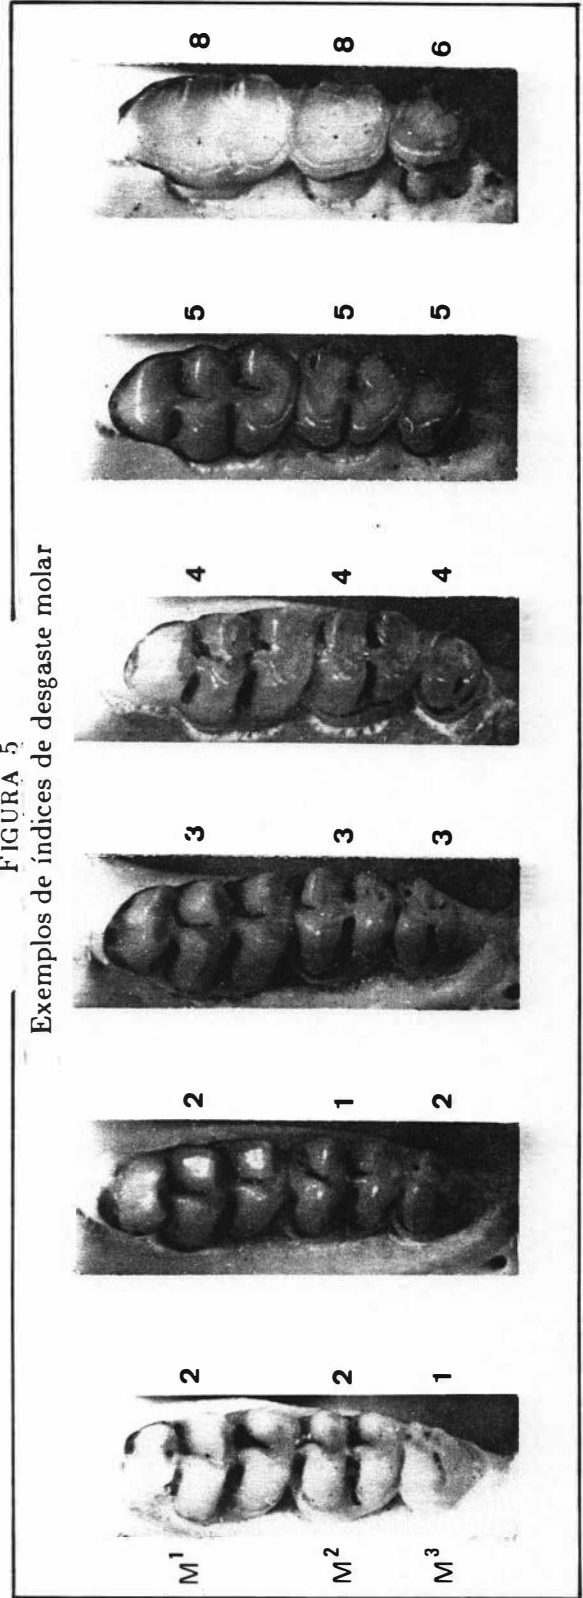 FIGURA 5
Exemplos de índices de desgaste molar
M¹ 2 2 3 4 5 8
M² 2 1 3 4 5 8
M³ 1 2 3 4 5 6